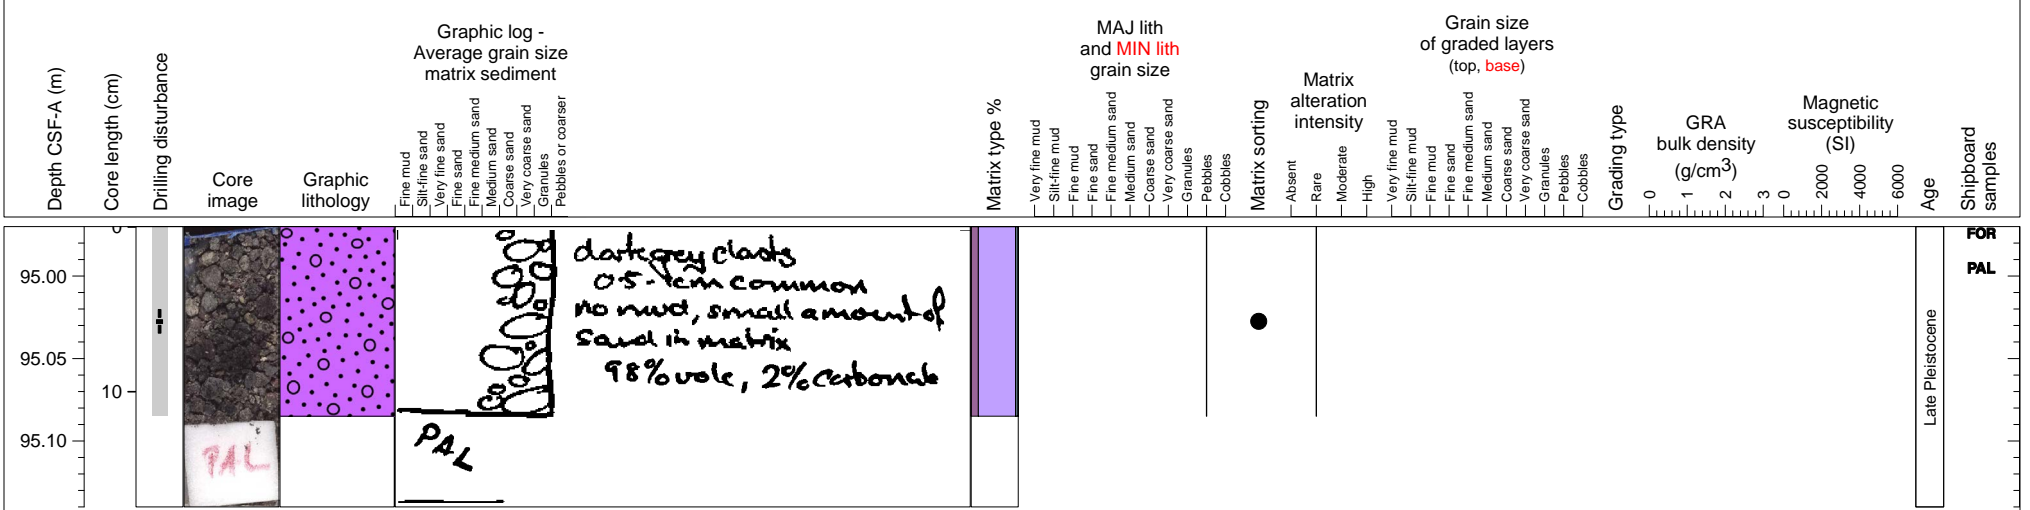 Depth CSF-A (m)
Core length (cm)
Drilling disturbance
Core
image
Graphic
lithology
Graphic log -
Average grain size
matrix sediment
Fine mud
Silt-fine sand
Very fine sand
Fine sand
Fine medium sand
Medium sand
Coarse sand
Very coarse sand
Granules
Pebbles or coarser
Matrix type %
MAJ lith
and MIN lith
grain size
Very fine mud
Silt-fine mud
Fine mud
Fine sand
Fine medium sand
Medium sand
Coarse sand
Very coarse sand
Granules
Pebbles
Cobbles
Matrix sorting
Matrix
alteration
intensity
Absent
Rare
Moderate
High
Grain size
of graded layers
(top, base)
Very fine mud
Silt-fine mud
Fine mud
Fine sand
Fine medium sand
Medium sand
Coarse sand
Very coarse sand
Granules
Pebbles
Cobbles
Grading type
GRA
bulk density
(g/cm3)
0 1 2 3
Magnetic
susceptibility
(SI)
0 2000 4000 6000
Age
Shipboard
samples
0
95.00
95.05
10
95.10
PAL
dark grey clasts
0.5-1cm common
no mud, small amount of
sand in matrix
98% volc, 2% carbonate
PAL
Late Pleistocene
FOR
PAL